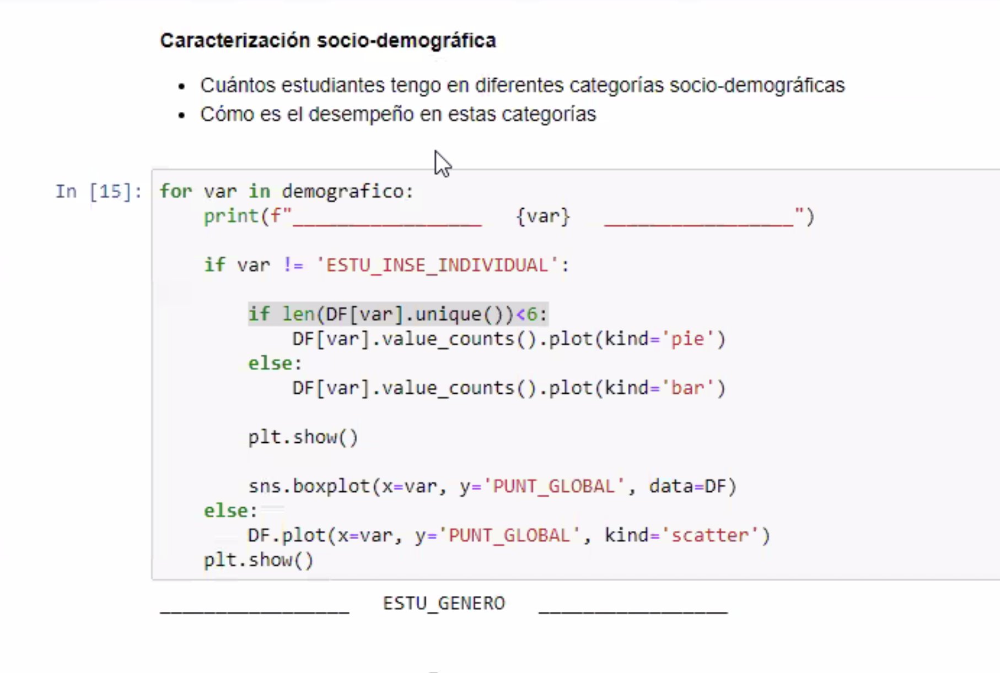 Caracterización socio-demográfica
• Cuántos estudiantes tengo en diferentes categorías socio-demográficas
• Cómo es el desempeño en estas categorías
In [15]: for var in demografico:
    print(f"_________________   {var}   _________________")
    if var != 'ESTU_INSE_INDIVIDUAL':
        if len(DF[var].unique())<6:
            DF[var].value_counts().plot(kind='pie')
        else:
            DF[var].value_counts().plot(kind='bar')
        plt.show()
        sns.boxplot(x=var, y='PUNT_GLOBAL', data=DF)
    else:
        DF.plot(x=var, y='PUNT_GLOBAL', kind='scatter')
    plt.show()
_________________   ESTU_GENERO   _________________